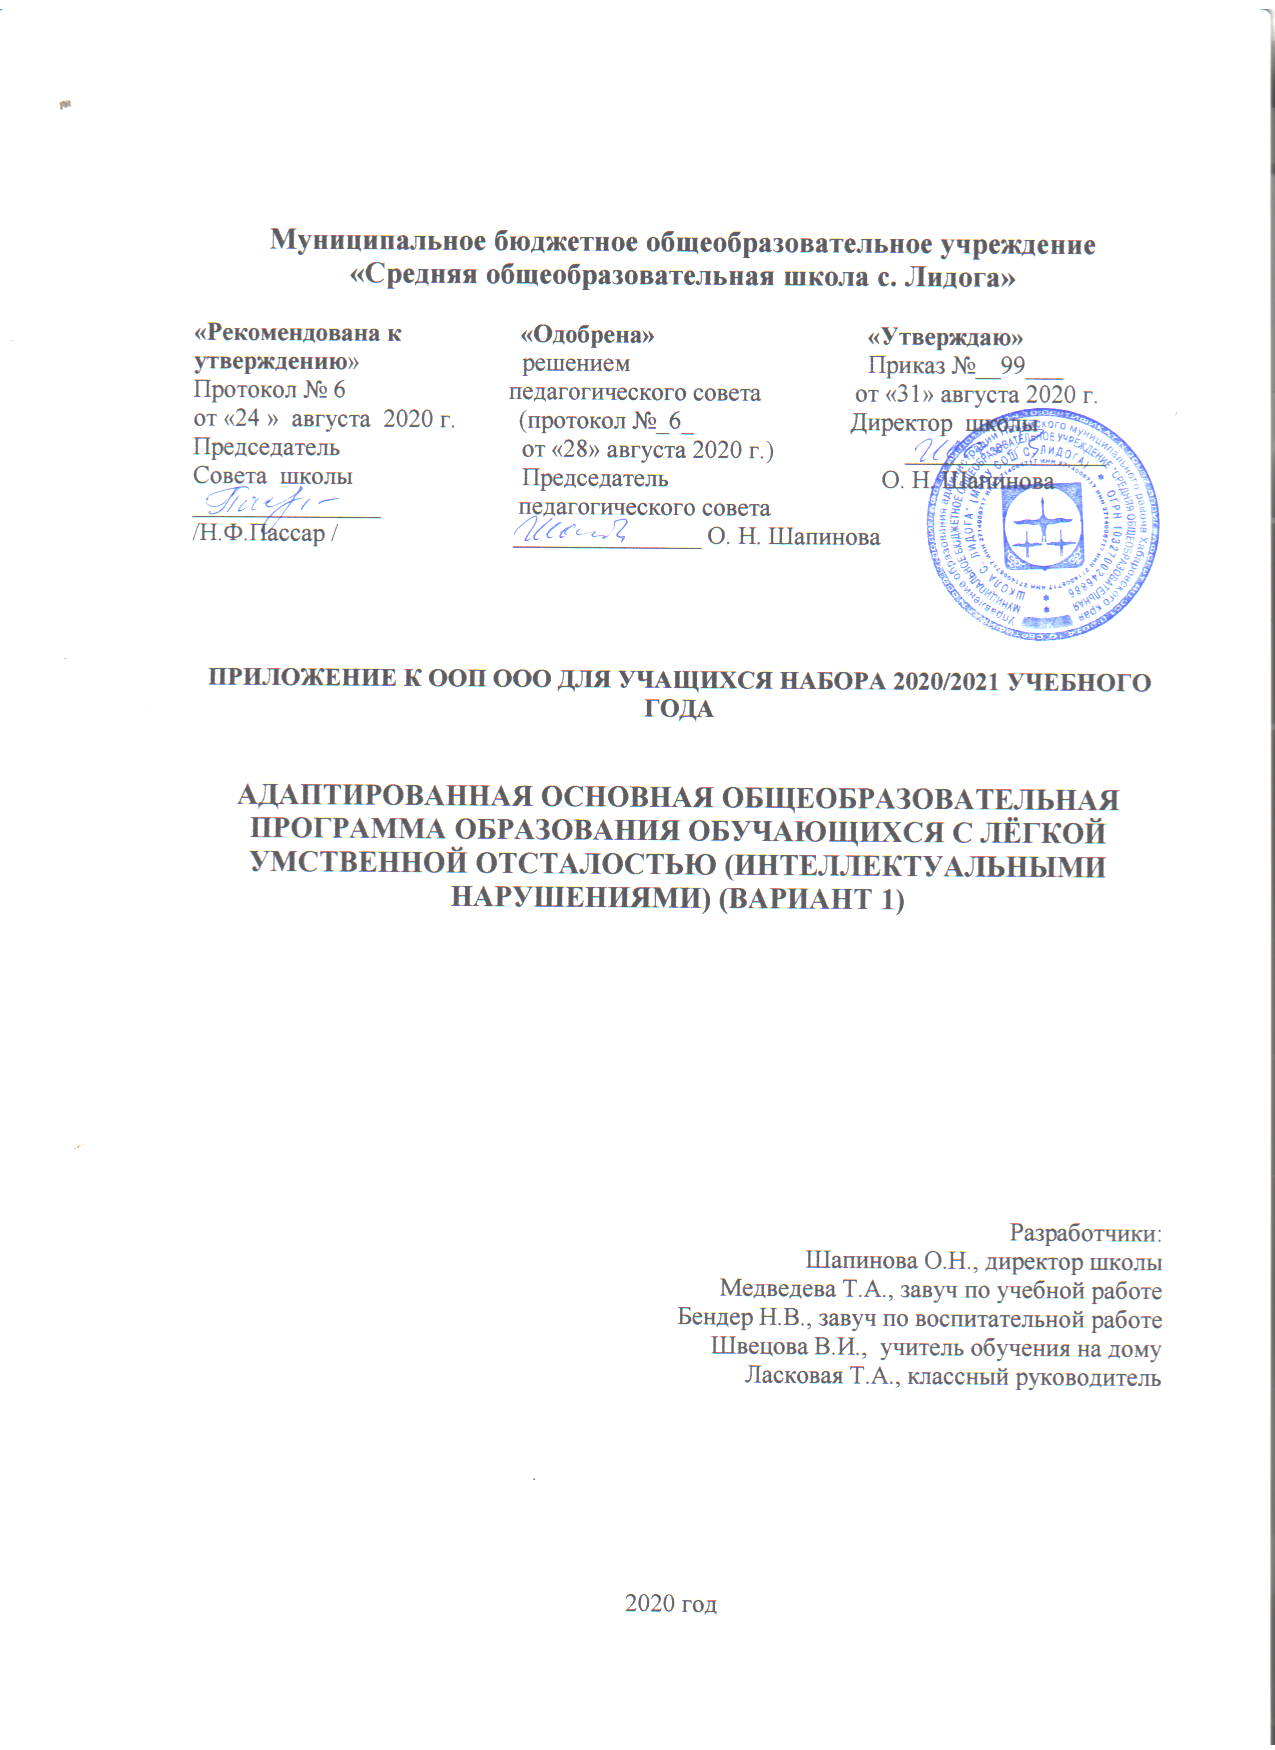 Муниципальное бюджетное общеобразовательное учреждение
«Средняя общеобразовательная школа с. Лидога»
«Рекомендована к
утверждению»
Протокол № 6
от «24 »  августа  2020 г.
Председатель
Совета  школы
/Н.Ф.Пассар /
«Одобрена»
решением
педагогического совета
(протокол №_6_
от «28» августа 2020 г.)
Председатель
педагогического совета
_______________ О. Н. Шапинова
«Утверждаю»
Приказ №__99___
от «31» августа 2020 г.
Директор  школы
О. Н. Шапинова
ПРИЛОЖЕНИЕ К ООП ООО ДЛЯ УЧАЩИХСЯ НАБОРА 2020/2021 УЧЕБНОГО
ГОДА
АДАПТИРОВАННАЯ ОСНОВНАЯ ОБЩЕОБРАЗОВАТЕЛЬНАЯ
ПРОГРАММА ОБРАЗОВАНИЯ ОБУЧАЮЩИХСЯ С ЛЁГКОЙ
УМСТВЕННОЙ ОТСТАЛОСТЬЮ (ИНТЕЛЛЕКТУАЛЬНЫМИ
НАРУШЕНИЯМИ) (ВАРИАНТ 1)
Разработчики:
Шапинова О.Н., директор школы
Медведева Т.А., завуч по учебной работе
Бендер Н.В., завуч по воспитательной работе
Швецова В.И.,  учитель обучения на дому
Ласковая Т.А., классный руководитель
2020 год